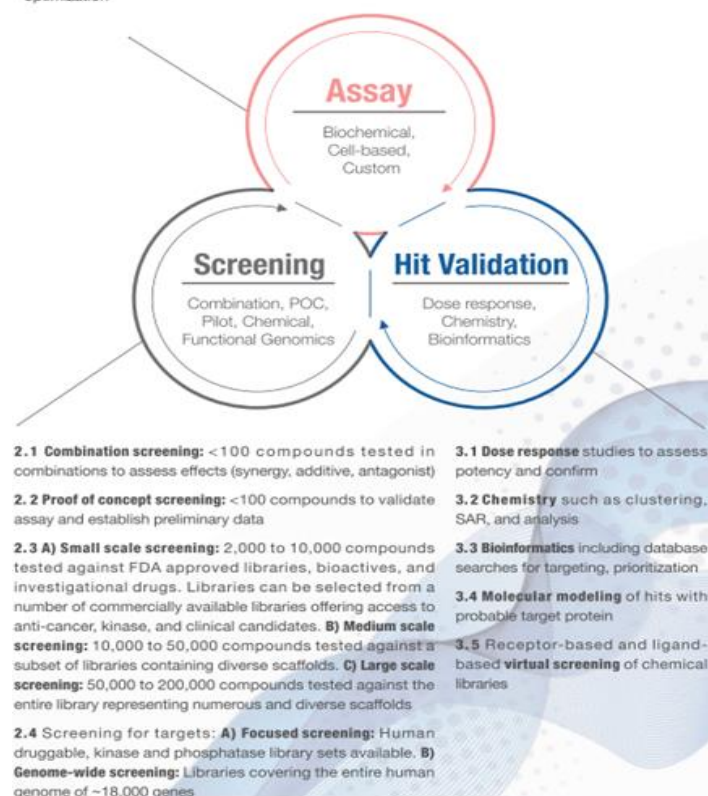 optimization
Assay
Biochemical,
Cell-based,
Custom
Screening
Combination, POC,
Pilot, Chemical,
Functional Genomics
Hit Validation
Dose response,
Chemistry,
Bioinformatics
2.1 Combination screening: <100 compounds tested in
combinations to assess effects (synergy, additive, antagonist)
2. 2 Proof of concept screening: <100 compounds to validate
assay and establish preliminary data
2.3 A) Small scale screening: 2,000 to 10,000 compounds
tested against FDA approved libraries, bioactives, and
investigational drugs. Libraries can be selected from a
number of commercially available libraries offering access to
anti-cancer, kinase, and clinical candidates. B) Medium scale
screening: 10,000 to 50,000 compounds tested against a
subset of libraries containing diverse scaffolds. C) Large scale
screening: 50,000 to 200,000 compounds tested against the
entire library representing numerous and diverse scaffolds
2.4 Screening for targets: A) Focused screening: Human
druggable, kinase and phosphatase library sets available. B)
Genome-wide screening: Libraries covering the entire human
genome of ~18,000 genes
3.1 Dose response studies to assess
potency and confirm
3.2 Chemistry such as clustering,
SAR, and analysis
3.3 Bioinformatics including database
searches for targeting, prioritization
3.4 Molecular modeling of hits with
probable target protein
3.5 Receptor-based and ligand-
based virtual screening of chemical
libraries